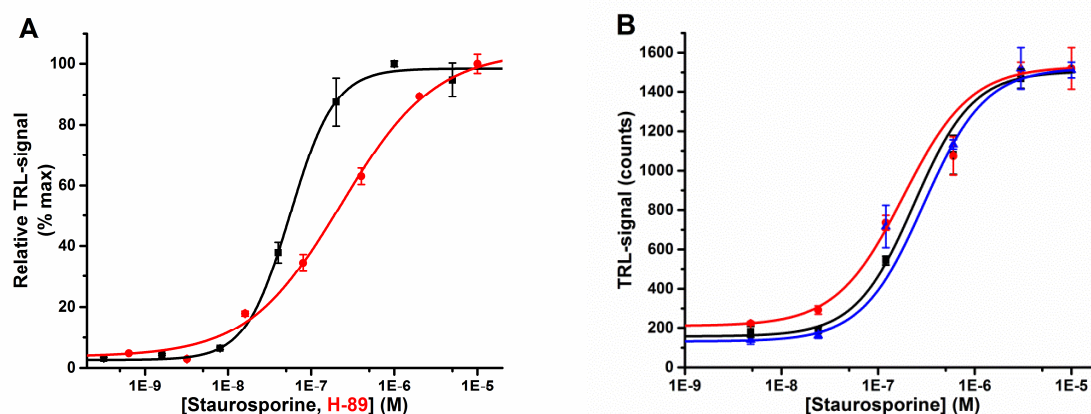 A
Relative TRL-signal
(% max)
100
80
60
40
20
0
1E-9 1E-8 1E-7 1E-6 1E-5
[Staurosporine, H-89] (M)
B
TRL-signal (counts)
1600
1400
1200
1000
800
600
400
200
0
1E-9 1E-8 1E-7 1E-6 1E-5
[Staurosporine] (M)